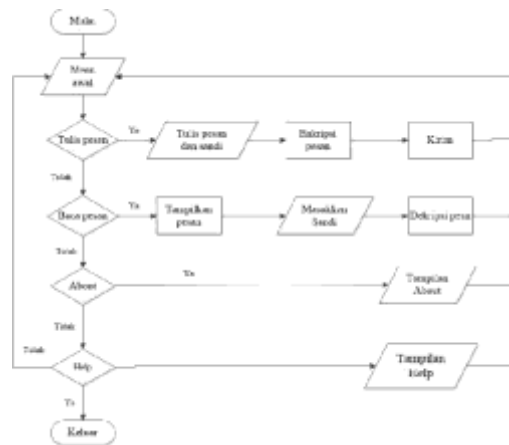 Mulai
Menu
awal
Tulis pesan
Ya
Tulis pesan
dan sandi
Enkripsi
pesan
Kirim
Tidak
Baca pesan
Ya
Tampilkan
pesan
Masukkan
Sandi
Dekripsi pesan
Tidak
About
Ya
Tampilan
About
Tidak
Tidak
Help
Tampilan
Help
Ya
Keluar